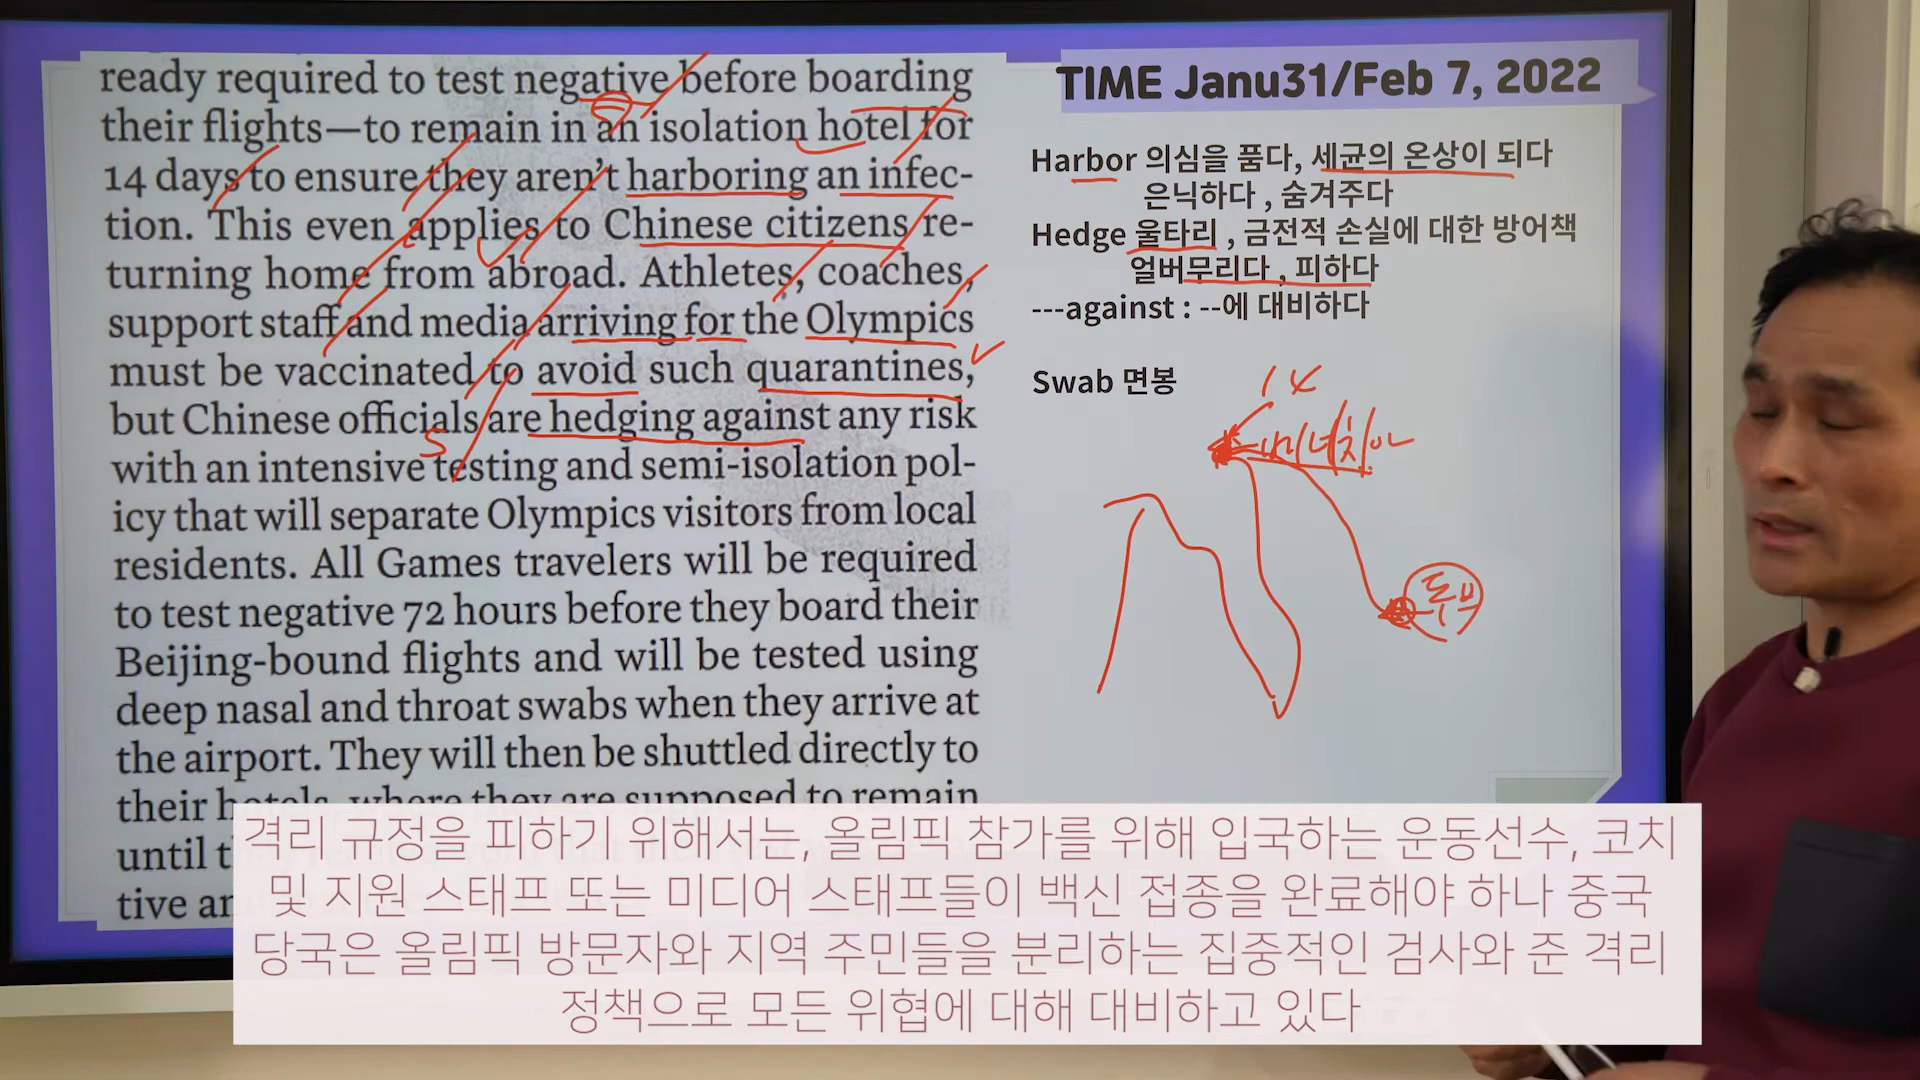 ready required to test negative before boarding
their flights—to remain in an isolation hotel for
14 days to ensure they aren't harboring an infec-
tion. This even applies to Chinese citizens re-
turning home from abroad. Athletes, coaches,
support staff and media arriving for the Olympics
must be vaccinated to avoid such quarantines,
but Chinese officials are hedging against any risk
with an intensive testing and semi-isolation pol-
icy that will separate Olympics visitors from local
residents. All Games travelers will be required
to test negative 72 hours before they board their
Beijing-bound flights and will be tested using
deep nasal and throat swabs when they arrive at
the airport. They will then be shuttled directly to
their hotels, where they are supposed to remain
until t
tive an
TIME Janu31/Feb 7, 2022
Harbor 의심을 품다, 세균의 온상이 되다
은닉하다 , 숨겨주다
Hedge 울타리 , 금전적 손실에 대한 방어책
얼버무리다 , 피하다
---against : --에 대비하다
Swab 면봉
14
S
격리 규정을 피하기 위해서는, 올림픽 참가를 위해 입국하는 운동선수, 코치
및 지원 스태프 또는 미디어 스태프들이 백신 접종을 완료해야 하나 중국
당국은 올림픽 방문자와 지역 주민들을 분리하는 집중적인 검사와 준 격리
정책으로 모든 위협에 대해 대비하고 있다